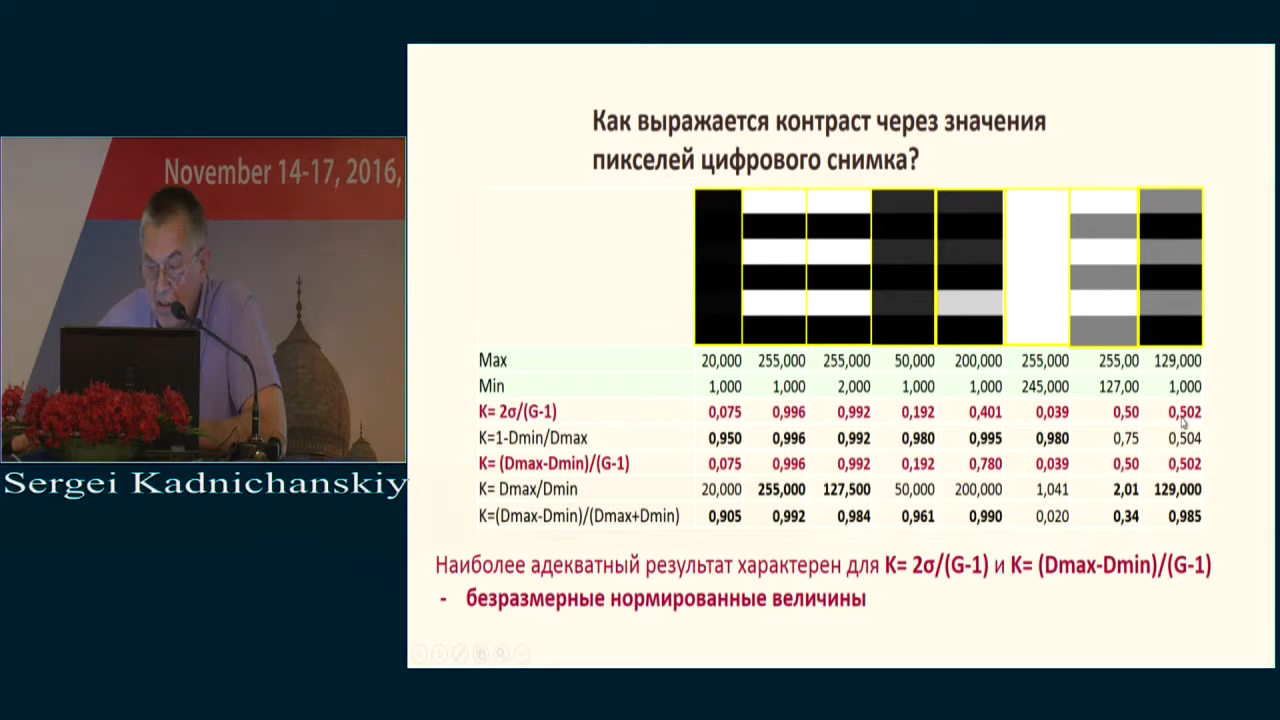 November 14-17, 2016,
Sergei Kadnichanskiy
Как выражается контраст через значения
пикселей цифрового снимка?
Max 20,000 255,000 255,000 50,000 200,000 255,000 255,00 129,000
Min 1,000 1,000 2,000 1,000 1,000 245,000 127,00 1,000
K= 2σ/(G-1) 0,075 0,996 0,992 0,192 0,401 0,039 0,50 0,502
K=1-Dmin/Dmax 0,950 0,996 0,992 0,980 0,995 0,980 0,75 0,504
K= (Dmax-Dmin)/(G-1) 0,075 0,996 0,992 0,192 0,780 0,039 0,50 0,502
K= Dmax/Dmin 20,000 255,000 127,500 50,000 200,000 1,041 2,01 129,000
K=(Dmax-Dmin)/(Dmax+Dmin) 0,905 0,992 0,984 0,961 0,990 0,020 0,34 0,985
Наиболее адекватный результат характерен для K= 2σ/(G-1) и K= (Dmax-Dmin)/(G-1)
- безразмерные нормированные величины